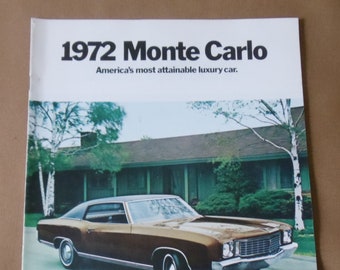 1972 Monte Carlo
America's most attainable luxury car.